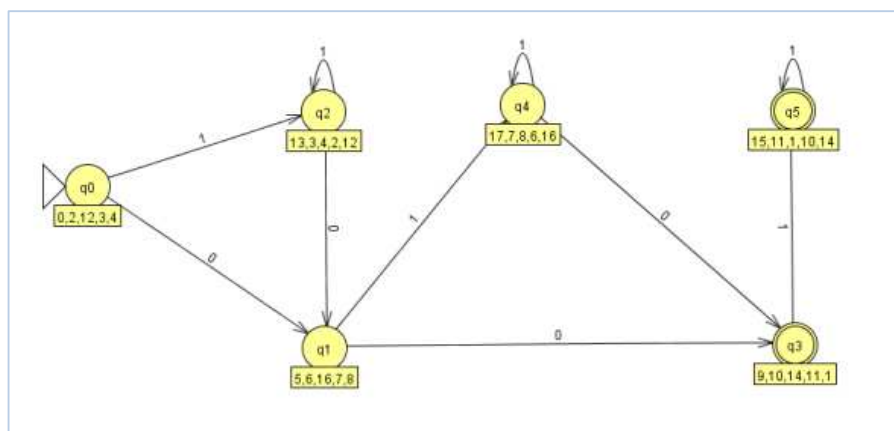 1
1
1
q2
q4
q5
13,3,4,2,12
17,7,8,6,16
15,11,1,10,14
1
q0
0,2,12,3,4
0
0
1
0
1
q1
0
q3
5,6,16,7,8
9,10,14,11,1